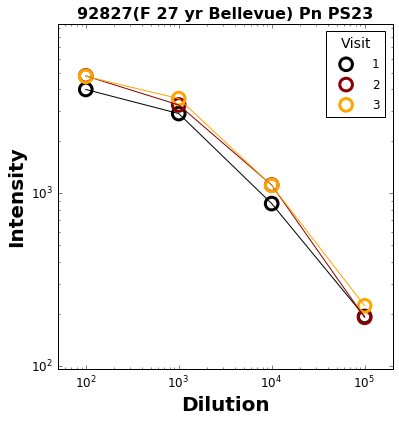 92827(F 27 yr Bellevue) Pn PS23
Visit
1
2
3
Intensity
10³
10²
10² 10³ 10⁴ 10⁵
Dilution